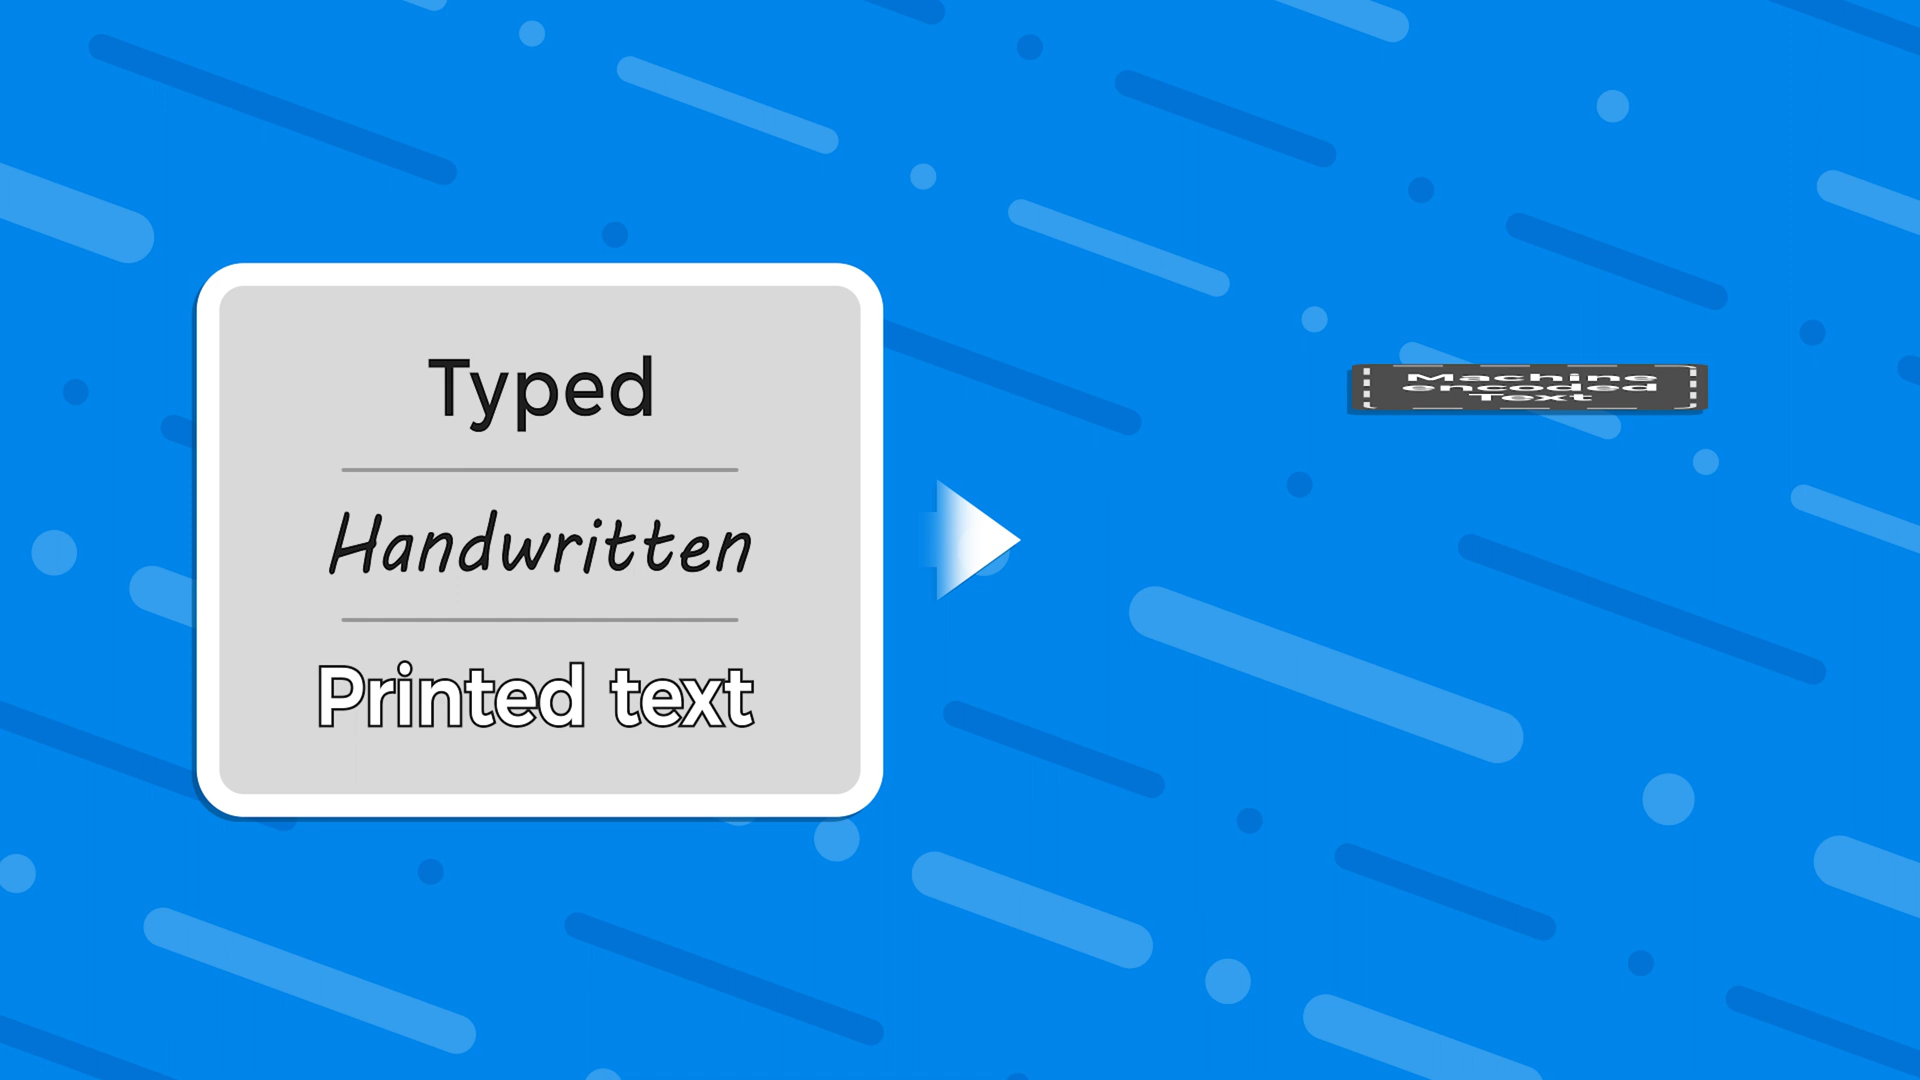 Typed
Handwritten
Printed text
Machine
encoded
Text